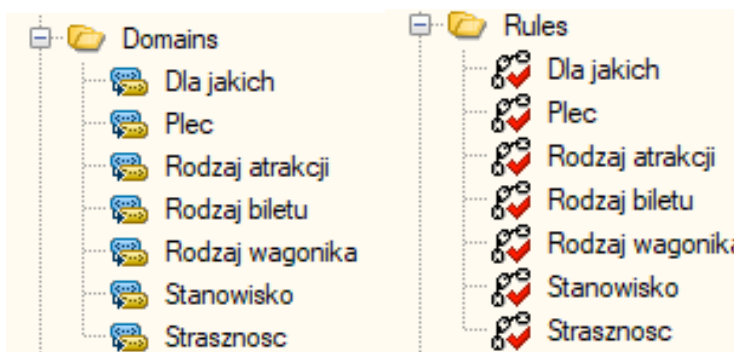 Domains
Dla jakich
Plec
Rodzaj atrakcji
Rodzaj biletu
Rodzaj wagonika
Stanowisko
Strasznosc
Rules
Dla jakich
Plec
Rodzaj atrakcji
Rodzaj biletu
Rodzaj wagonika
Stanowisko
Strasznosc